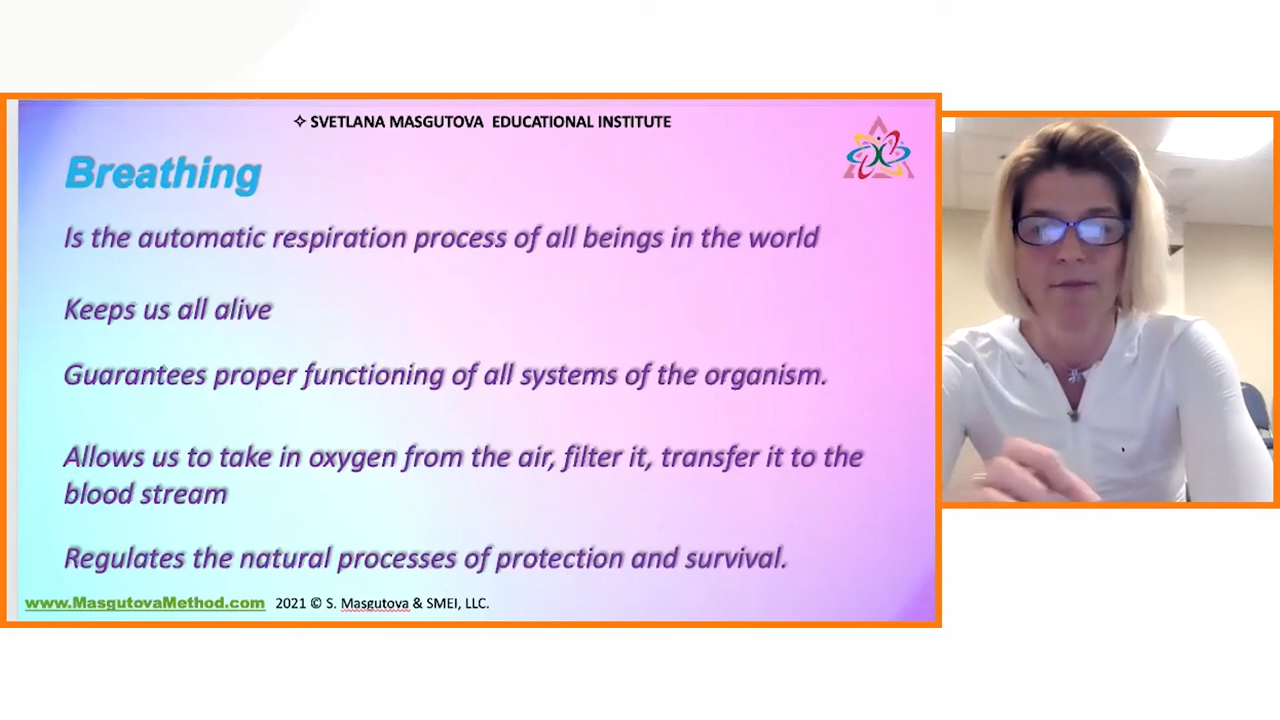 ✧ SVETLANA MASGUTOVA EDUCATIONAL INSTITUTE
Breathing
Is the automatic respiration process of all beings in the world
Keeps us all alive
Guarantees proper functioning of all systems of the organism.
Allows us to take in oxygen from the air, filter it, transfer it to the
blood stream
Regulates the natural processes of protection and survival.
www.MasgutovaMethod.com 2021 © S. Masgutova & SMEI, LLC.